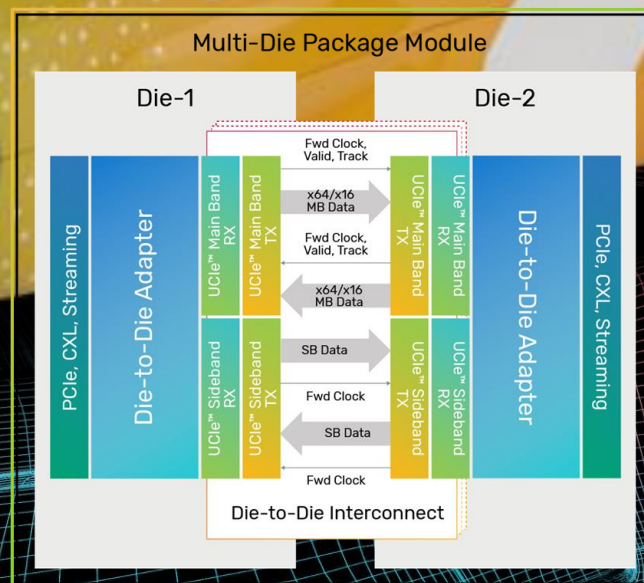 Multi-Die Package Module
Die-1
Die-2
PCIe, CXL, Streaming
Die-to-Die Adapter
UCIe™ Main Band
RX
UCIe™ Main Band
TX
UCIe™ Sideband
RX
UCIe™ Sideband
TX
Fwd Clock,
Valid, Track
x64/x16
MB Data
Fwd Clock,
Valid, Track
x64/x16
MB Data
SB Data
Fwd Clock
SB Data
Fwd Clock
UCIe™ Main Band
TX
UCIe™ Main Band
RX
UCIe™ Sideband
TX
UCIe™ Sideband
RX
Die-to-Die Adapter
PCIe, CXL, Streaming
Die-to-Die Interconnect